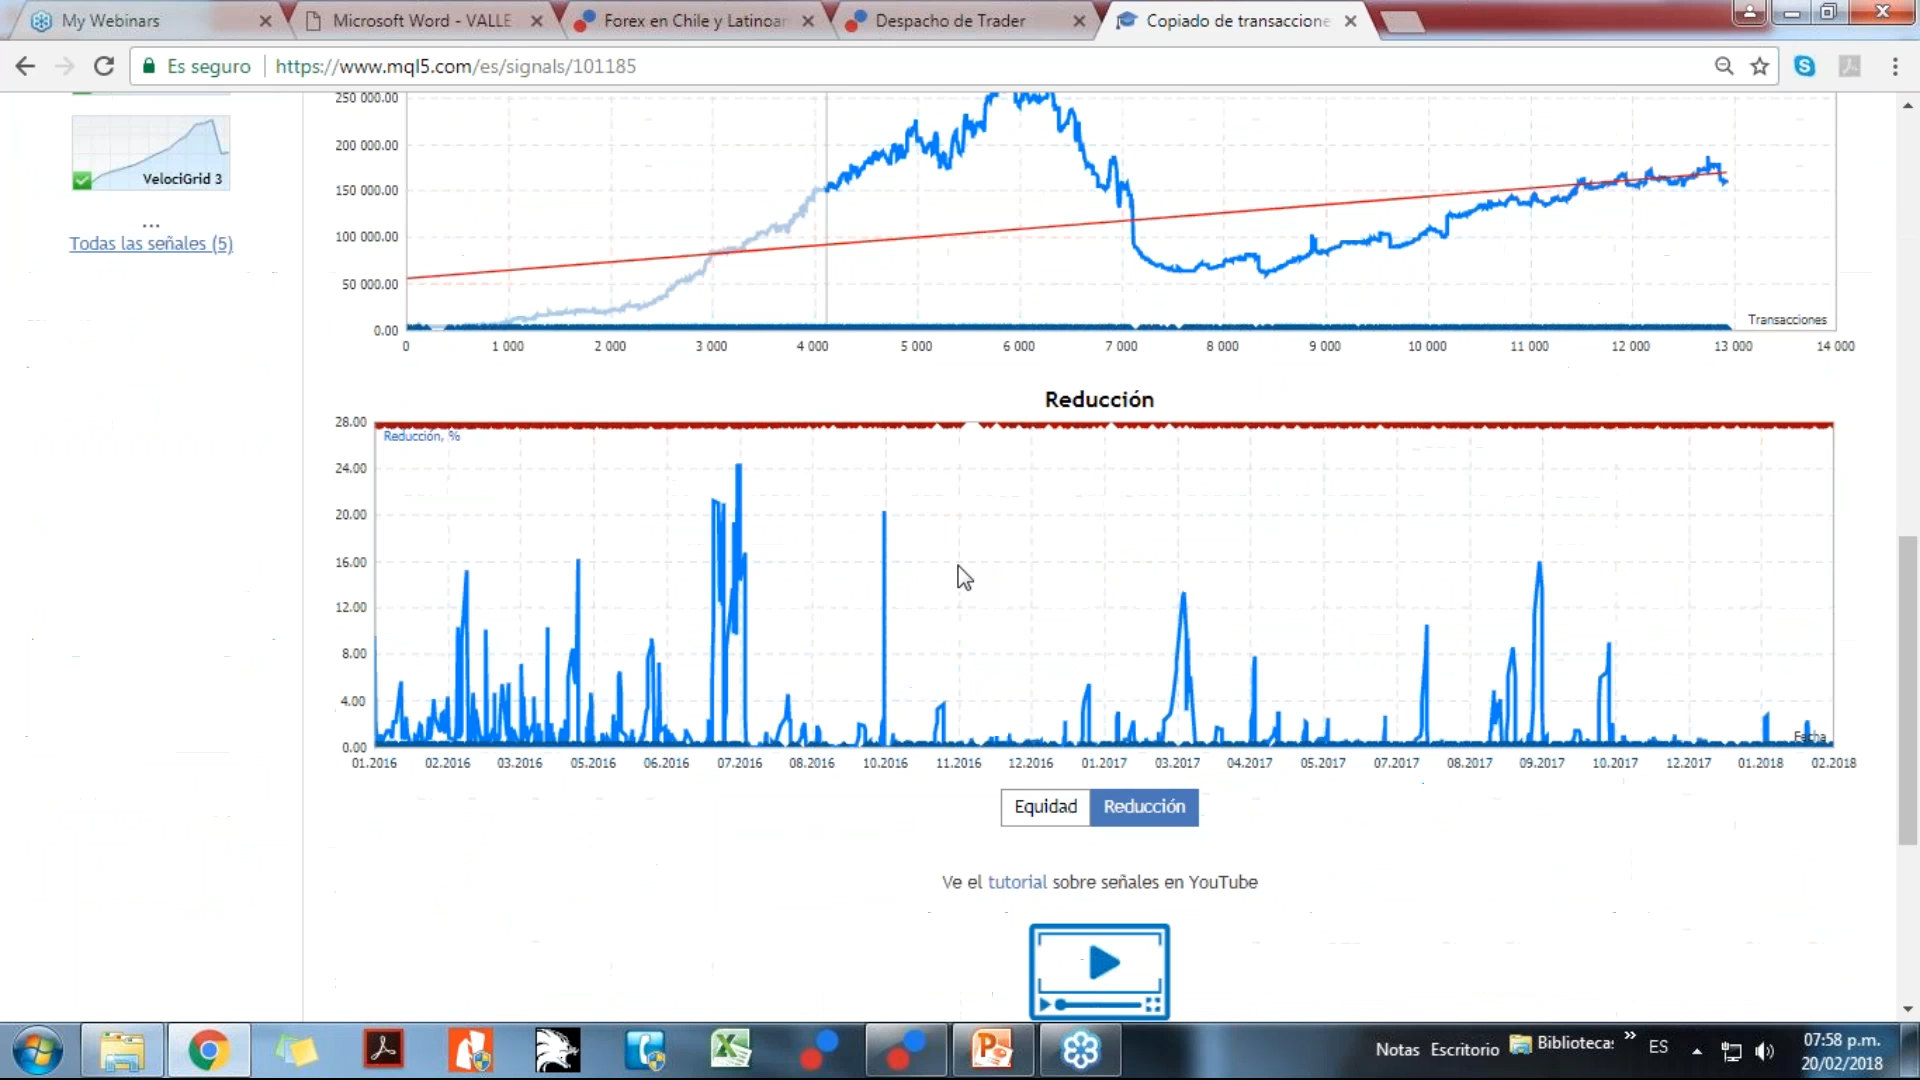 My Webinars
Microsoft Word - VALLE
Forex en Chile y Latinoar
Despacho de Trader
Copiado de transaccione
Es seguro
https://www.mql5.com/es/signals/101185
VelociGrid 3
...
Todas las señales (5)
250 000.00
200 000.00
150 000.00
100 000.00
50 000.00
0.00
Transacciones
0 1 000 2 000 3 000 4 000 5 000 6 000 7 000 8 000 9 000 10 000 11 000 12 000 13 000 14 000
Reducción
28.00
Reducción, %
24.00
20.00
16.00
12.00
8.00
4.00
0.00
Fecha
01.2016 02.2016 03.2016 05.2016 06.2016 07.2016 08.2016 10.2016 11.2016 12.2016 01.2017 03.2017 04.2017 05.2017 07.2017 08.2017 09.2017 10.2017 12.2017 01.2018 02.2018
Equidad Reducción
Ve el tutorial sobre señales en YouTube
Notas Escritorio Bibliotecas » ES
07:58 p.m.
20/02/2018